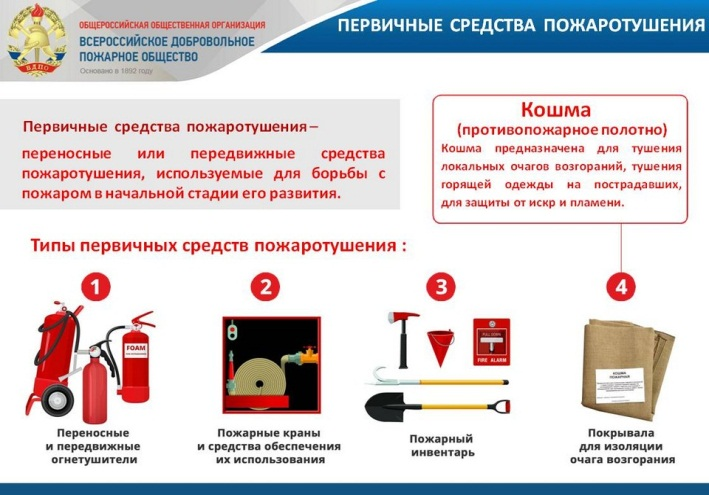 ОБЩЕРОССИЙСКАЯ ОБЩЕСТВЕННАЯ ОРГАНИЗАЦИЯ
ВСЕРОССИЙСКОЕ ДОБРОВОЛЬНОЕ
ПОЖАРНОЕ ОБЩЕСТВО
Основано в 1892 году
ВДПО
ПЕРВИЧНЫЕ СРЕДСТВА ПОЖАРОТУШЕНИЯ
Первичные средства пожаротушения –
переносные или передвижные средства
пожаротушения, используемые для борьбы с
пожаром в начальной стадии его развития.
Кошма
(противопожарное полотно)
Кошма предназначена для тушения
локальных очагов возгораний, тушения
горящей одежды на пострадавших,
для защиты от искр и пламени.
Типы первичных средств пожаротушения :
1
2
3
4
FOAM
PULL DOWN
FIRE ALARM
КОШМА
ПОЖАРНАЯ
Переносные
и передвижные
огнетушители
Пожарные краны
и средства обеспечения
их использования
Пожарный
инвентарь
Покрывала
для изоляции
очага возгорания